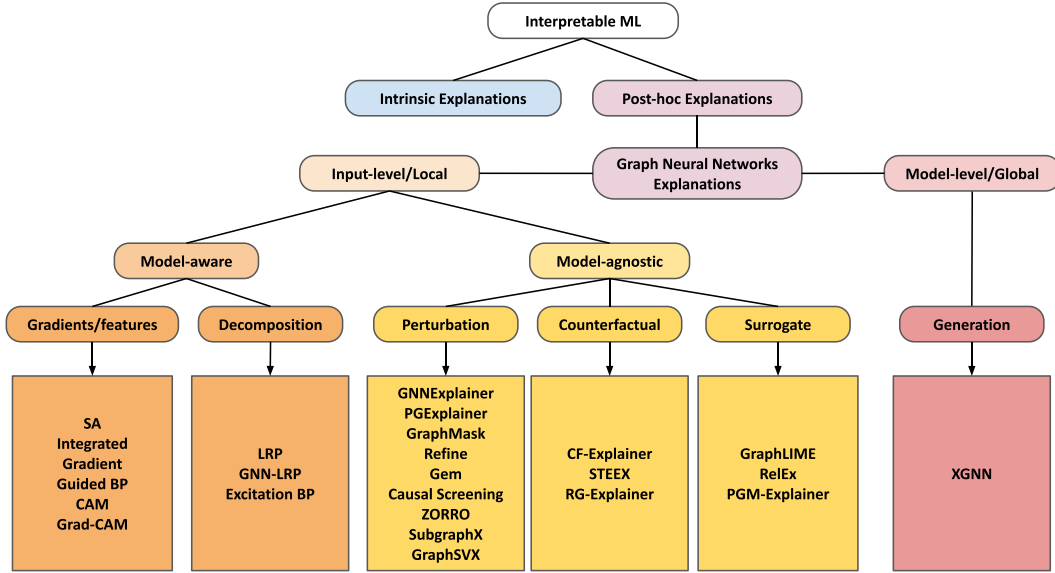 Interpretable ML
Intrinsic Explanations
Post-hoc Explanations
Input-level/Local
Graph Neural Networks
Explanations
Model-level/Global
Model-aware
Model-agnostic
Gradients/features
Decomposition
Perturbation
Counterfactual
Surrogate
Generation
SA
Integrated
Gradient
Guided BP
CAM
Grad-CAM
LRP
GNN-LRP
Excitation BP
GNNExplainer
PGExplainer
GraphMask
Refine
Gem
Causal Screening
ZORRO
SubgraphX
GraphSVX
CF-Explainer
STEEX
RG-Explainer
GraphLIME
RelEx
PGM-Explainer
XGNN